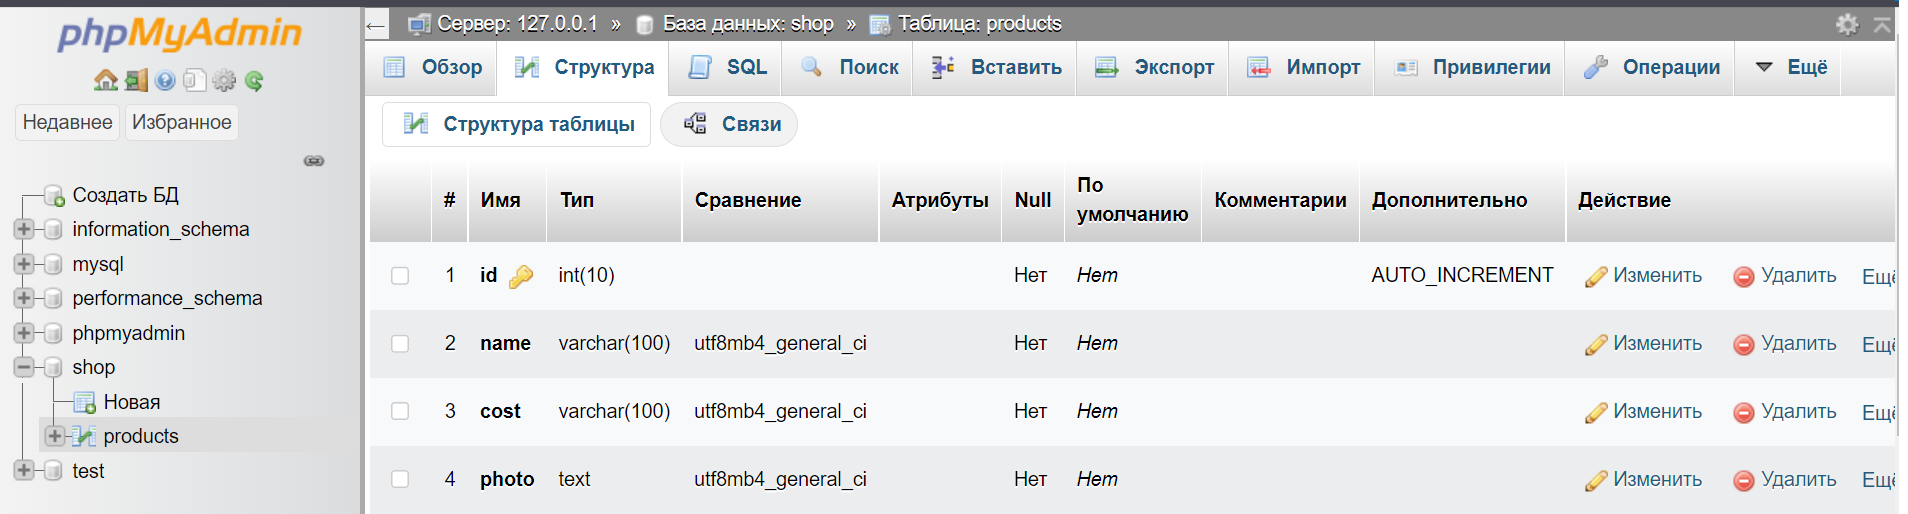 phpMyAdmin
Недавнее Избранное
Создать БД
information_schema
mysql
performance_schema
phpmyadmin
shop
Новая
products
test
Сервер: 127.0.0.1 » База данных: shop » Таблица: products
Обзор Структура SQL Поиск Вставить Экспорт Импорт Привилегии Операции Ещё
Структура таблицы Связи
# Имя Тип Сравнение Атрибуты Null По умолчанию Комментарии Дополнительно Действие
1 id int(10) Нет Нет AUTO_INCREMENT Изменить Удалить Ещё
2 name varchar(100) utf8mb4_general_ci Нет Нет Изменить Удалить Ещё
3 cost varchar(100) utf8mb4_general_ci Нет Нет Изменить Удалить Ещё
4 photo text utf8mb4_general_ci Нет Нет Изменить Удалить Ещё